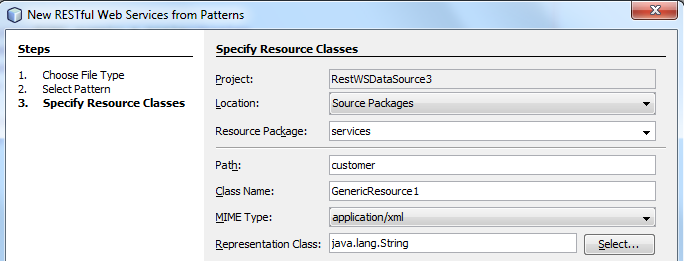 New RESTful Web Services from Patterns
Steps
1. Choose File Type
2. Select Pattern
3. Specify Resource Classes
Specify Resource Classes
Project: RestWSDataSource3
Location: Source Packages
Resource Package: services
Path: customer
Class Name: GenericResource1
MIME Type: application/xml
Representation Class: java.lang.String Select...